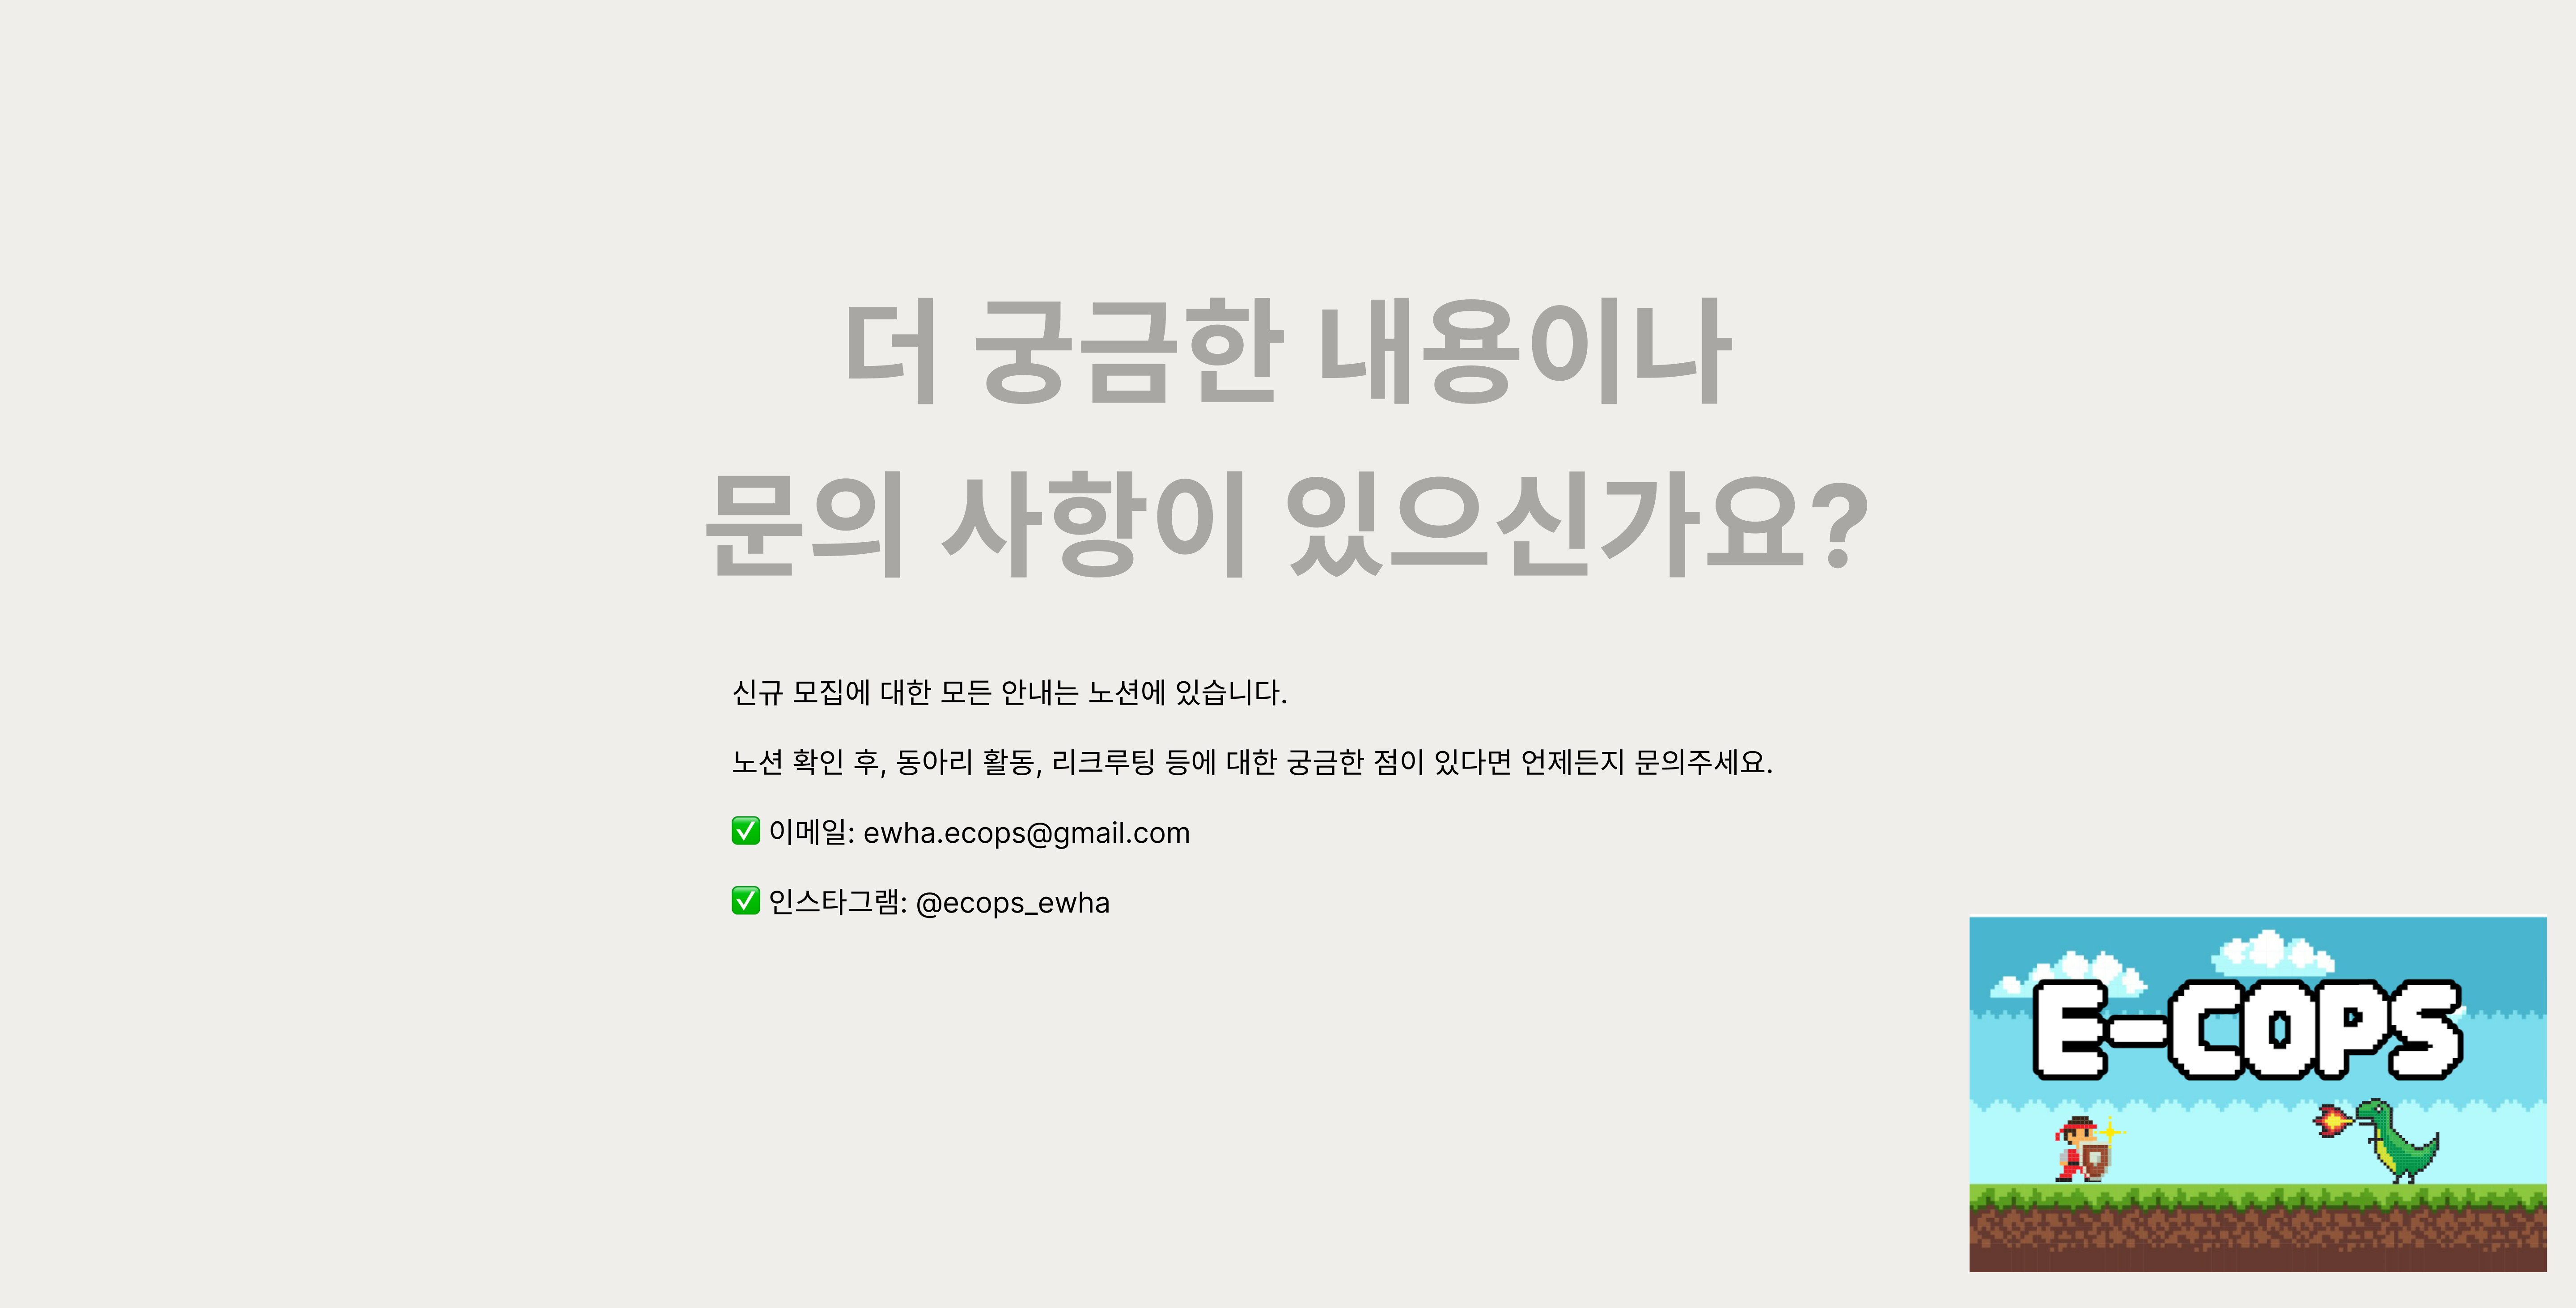 더 궁금한 내용이나
문의 사항이 있으신가요?
신규 모집에 대한 모든 안내는 노션에 있습니다.
노션 확인 후, 동아리 활동, 리크루팅 등에 대한 궁금한 점이 있다면 언제든지 문의주세요.
✅ 이메일: ewha.ecops@gmail.com
✅ 인스타그램: @ecops_ewha
E-COPS